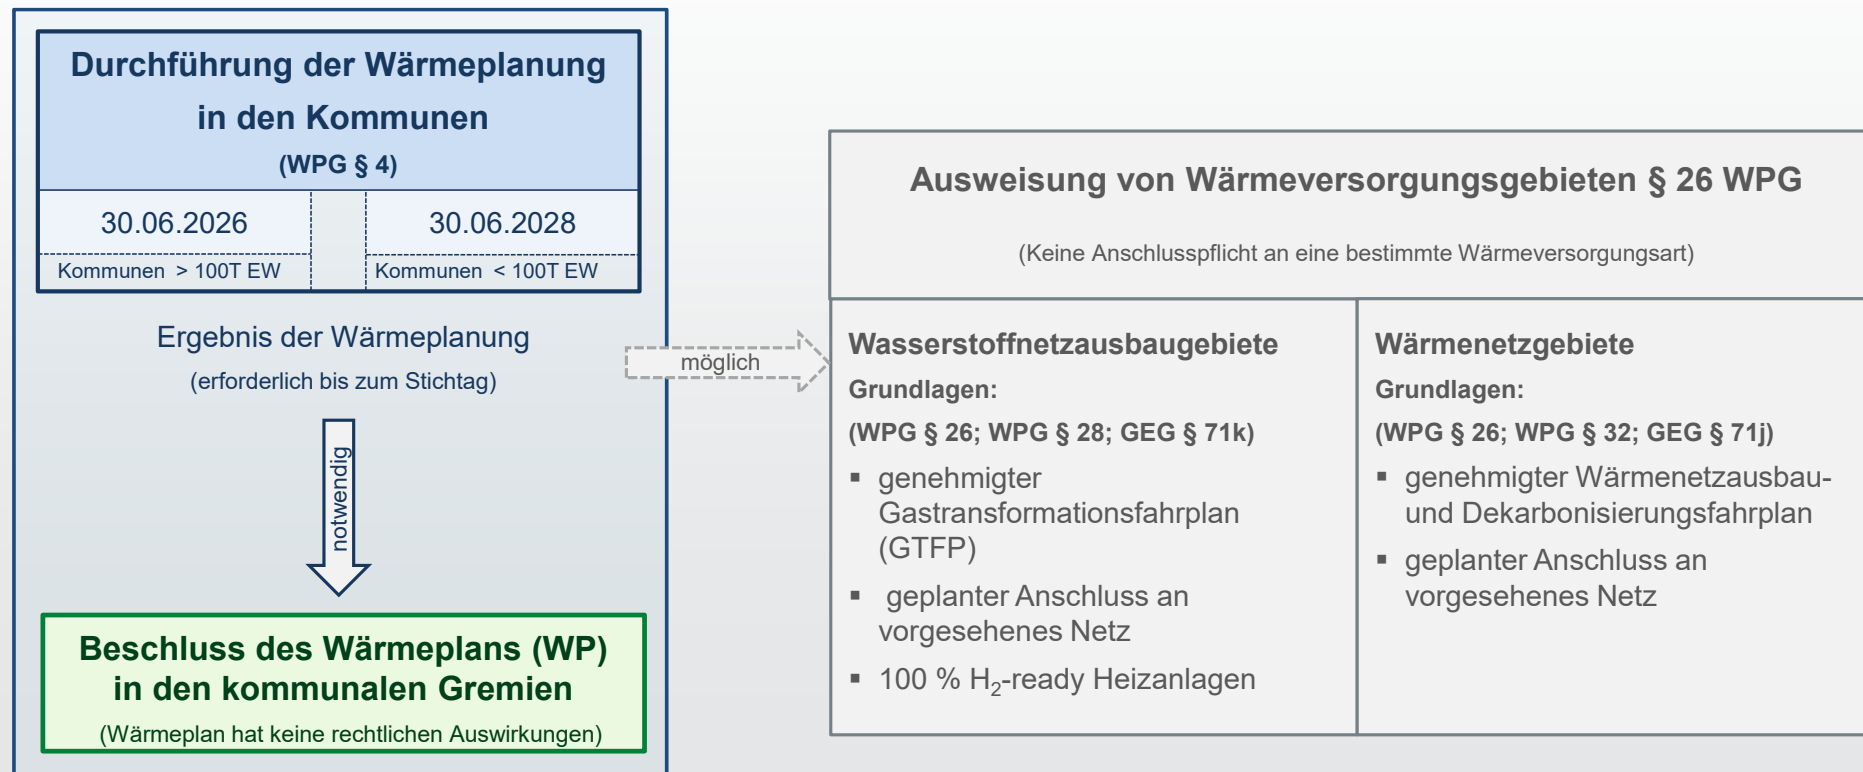 Durchführung der Wärmeplanung
in den Kommunen
(WPG § 4)
30.06.2026
30.06.2028
Kommunen > 100T EW
Kommunen < 100T EW
Ergebnis der Wärmeplanung
(erforderlich bis zum Stichtag)
notwendig
Beschluss des Wärmeplans (WP)
in den kommunalen Gremien
(Wärmeplan hat keine rechtlichen Auswirkungen)
möglich
Ausweisung von Wärmeversorgungsgebieten § 26 WPG
(Keine Anschlusspflicht an eine bestimmte Wärmeversorgungsart)
Wasserstoffnetzausbaugebiete
Grundlagen:
(WPG § 26; WPG § 28; GEG § 71k)
▪ genehmigter
Gastransformationsfahrplan
(GTFP)
▪ geplanter Anschluss an
vorgesehenes Netz
▪ 100 % H₂-ready Heizanlagen
Wärmenetzgebiete
Grundlagen:
(WPG § 26; WPG § 32; GEG § 71j)
▪ genehmigter Wärmenetzausbau-
und Dekarbonisierungsfahrplan
▪ geplanter Anschluss an
vorgesehenes Netz